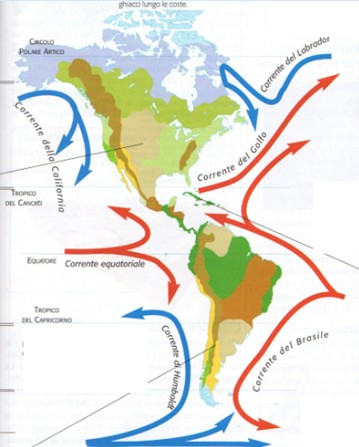 ghiacci lungo le coste.
CIRCOLO
POLARE ARTICO
Corrente del Labrador
Corrente della California
Corrente del Golfo
TROPICO
DEL CANCRO
EQUATORE
Corrente equatoriale
TROPICO
DEL CAPRICORNO
Corrente di Humboldt
Corrente del Brasile